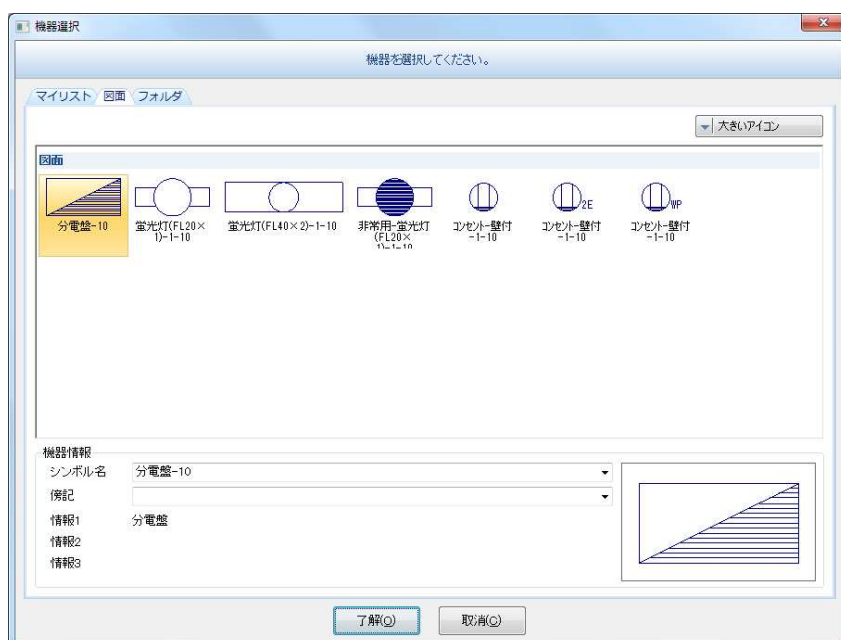 機器選択
機器を選択してください。
マイリスト 図面 フォルダ
大きいアイコン
図面
2E
WP
分電盤-10
蛍光灯(FL20×
1)-1-10
蛍光灯(FL40×2)-1-10
非常用-蛍光灯
(FL20×
1)-1-10
コンセント-壁付
-1-10
コンセント-壁付
-1-10
コンセント-壁付
-1-10
機器情報
シンボル名 分電盤-10
傍記
情報1 分電盤
情報2
情報3
了解(O) 取消(C)